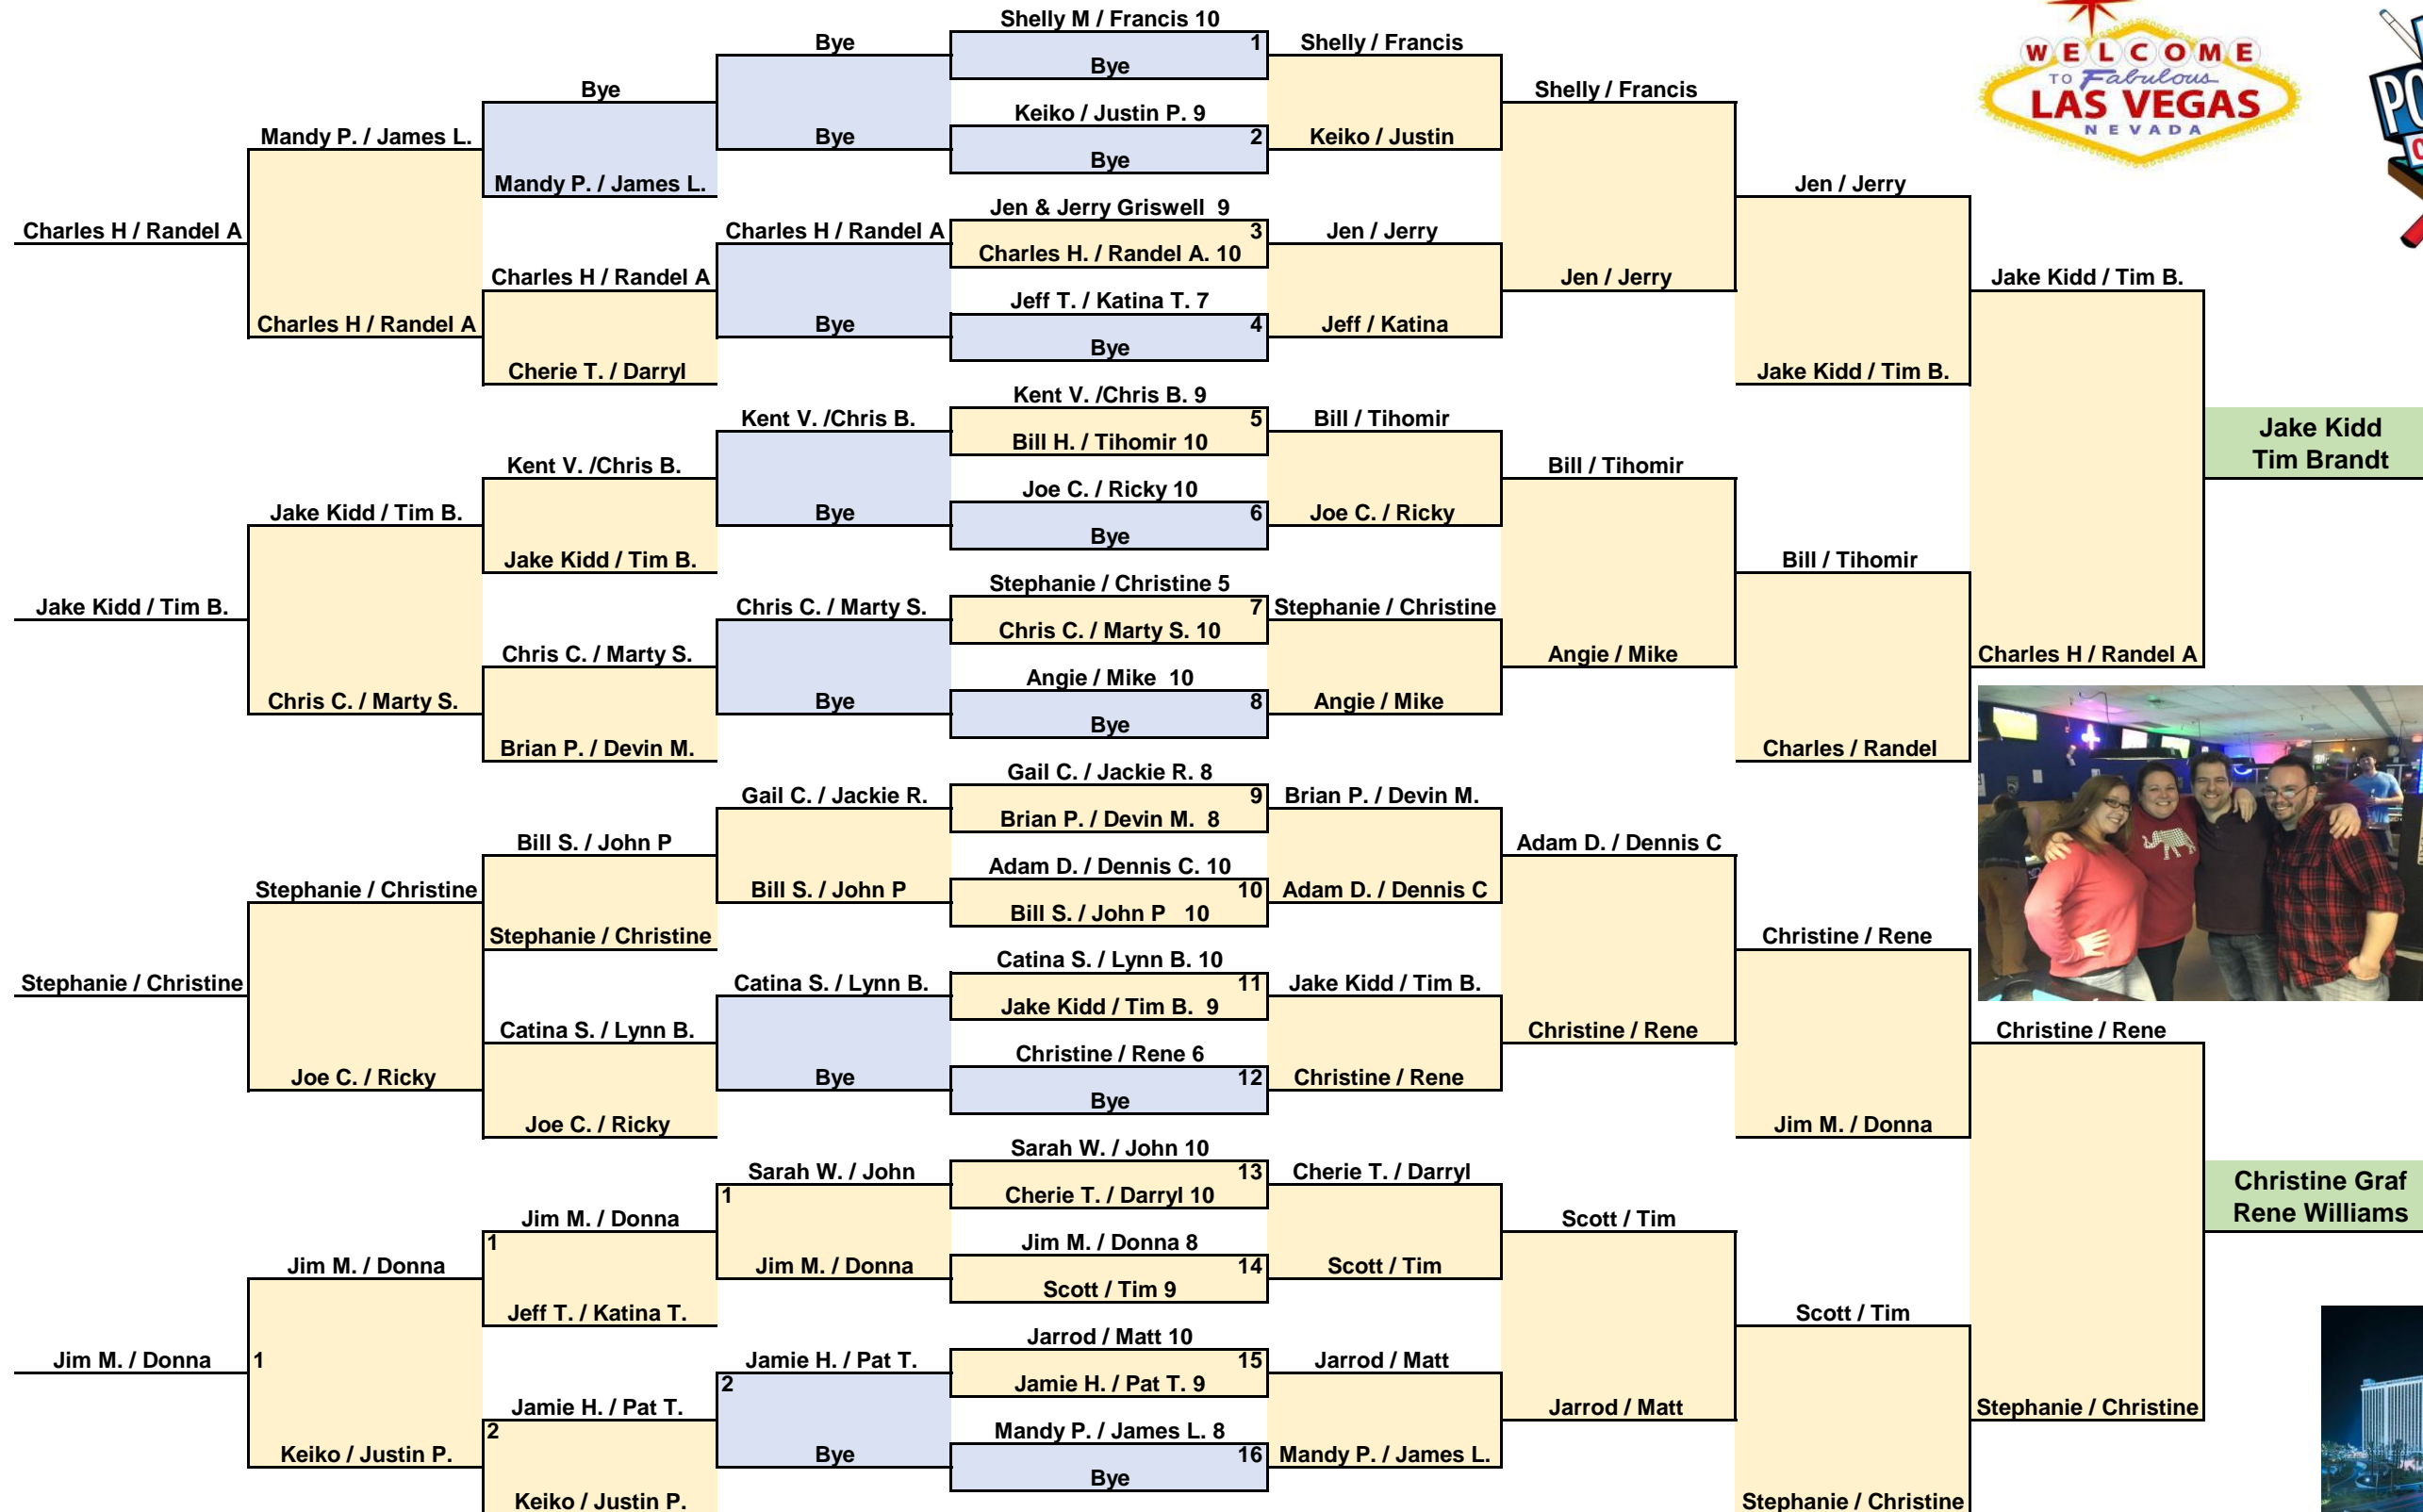 WELCOME
TO Fabulous
LAS VEGAS
NEVADA
Charles H / Randel A
Jake Kidd / Tim B.
Stephanie / Christine
Jim M. / Donna
Mandy P. / James L.
Charles H / Randel A
Jake Kidd / Tim B.
Chris C. / Marty S.
Stephanie / Christine
Joe C. / Ricky
Jim M. / Donna
1
Keiko / Justin P.
Bye
Mandy P. / James L.
Charles H / Randel A
Cherie T. / Darryl
Kent V. /Chris B.
Jake Kidd / Tim B.
Chris C. / Marty S.
Brian P. / Devin M.
Bill S. / John P
Stephanie / Christine
Catina S. / Lynn B.
Joe C. / Ricky
Jim M. / Donna
1
Jeff T. / Katina T.
Jamie H. / Pat T.
2
Keiko / Justin P.
Bye
Bye
Charles H / Randel A
Bye
Kent V. /Chris B.
Bye
Chris C. / Marty S.
Bye
Gail C. / Jackie R.
Bill S. / John P
Catina S. / Lynn B.
Bye
Sarah W. / John
1
Jim M. / Donna
Jamie H. / Pat T.
2
Bye
Shelly M / Francis 10
1
Bye
Keiko / Justin P. 9
2
Bye
Jen & Jerry Griswell 9
3
Charles H. / Randel A. 10
Jeff T. / Katina T. 7
4
Bye
Kent V. /Chris B. 9
5
Bill H. / Tihomir 10
Joe C. / Ricky 10
6
Bye
Stephanie / Christine 5
7
Chris C. / Marty S. 10
Angie / Mike 10
8
Bye
Gail C. / Jackie R. 8
9
Brian P. / Devin M. 8
Adam D. / Dennis C. 10
10
Bill S. / John P 10
Catina S. / Lynn B. 10
11
Jake Kidd / Tim B. 9
Christine / Rene 6
12
Bye
Sarah W. / John 10
13
Cherie T. / Darryl 10
Jim M. / Donna 8
14
Scott / Tim 9
Jarrod / Matt 10
15
Jamie H. / Pat T. 9
Mandy P. / James L. 8
16
Bye
Shelly / Francis
Keiko / Justin
Jen / Jerry
Jeff / Katina
Bill / Tihomir
Joe C. / Ricky
Stephanie / Christine
Angie / Mike
Brian P. / Devin M.
Adam D. / Dennis C
Jake Kidd / Tim B.
Christine / Rene
Cherie T. / Darryl
Scott / Tim
Jarrod / Matt
Mandy P. / James L.
Shelly / Francis
Jen / Jerry
Bill / Tihomir
Angie / Mike
Adam D. / Dennis C
Christine / Rene
Scott / Tim
Jarrod / Matt
Jen / Jerry
Jake Kidd / Tim B.
Bill / Tihomir
Charles / Randel
Christine / Rene
Jim M. / Donna
Scott / Tim
Stephanie / Christine
Jake Kidd / Tim B.
Charles H / Randel A
Christine / Rene
Stephanie / Christine
Jake Kidd
Tim Brandt
Christine Graf
Rene Williams